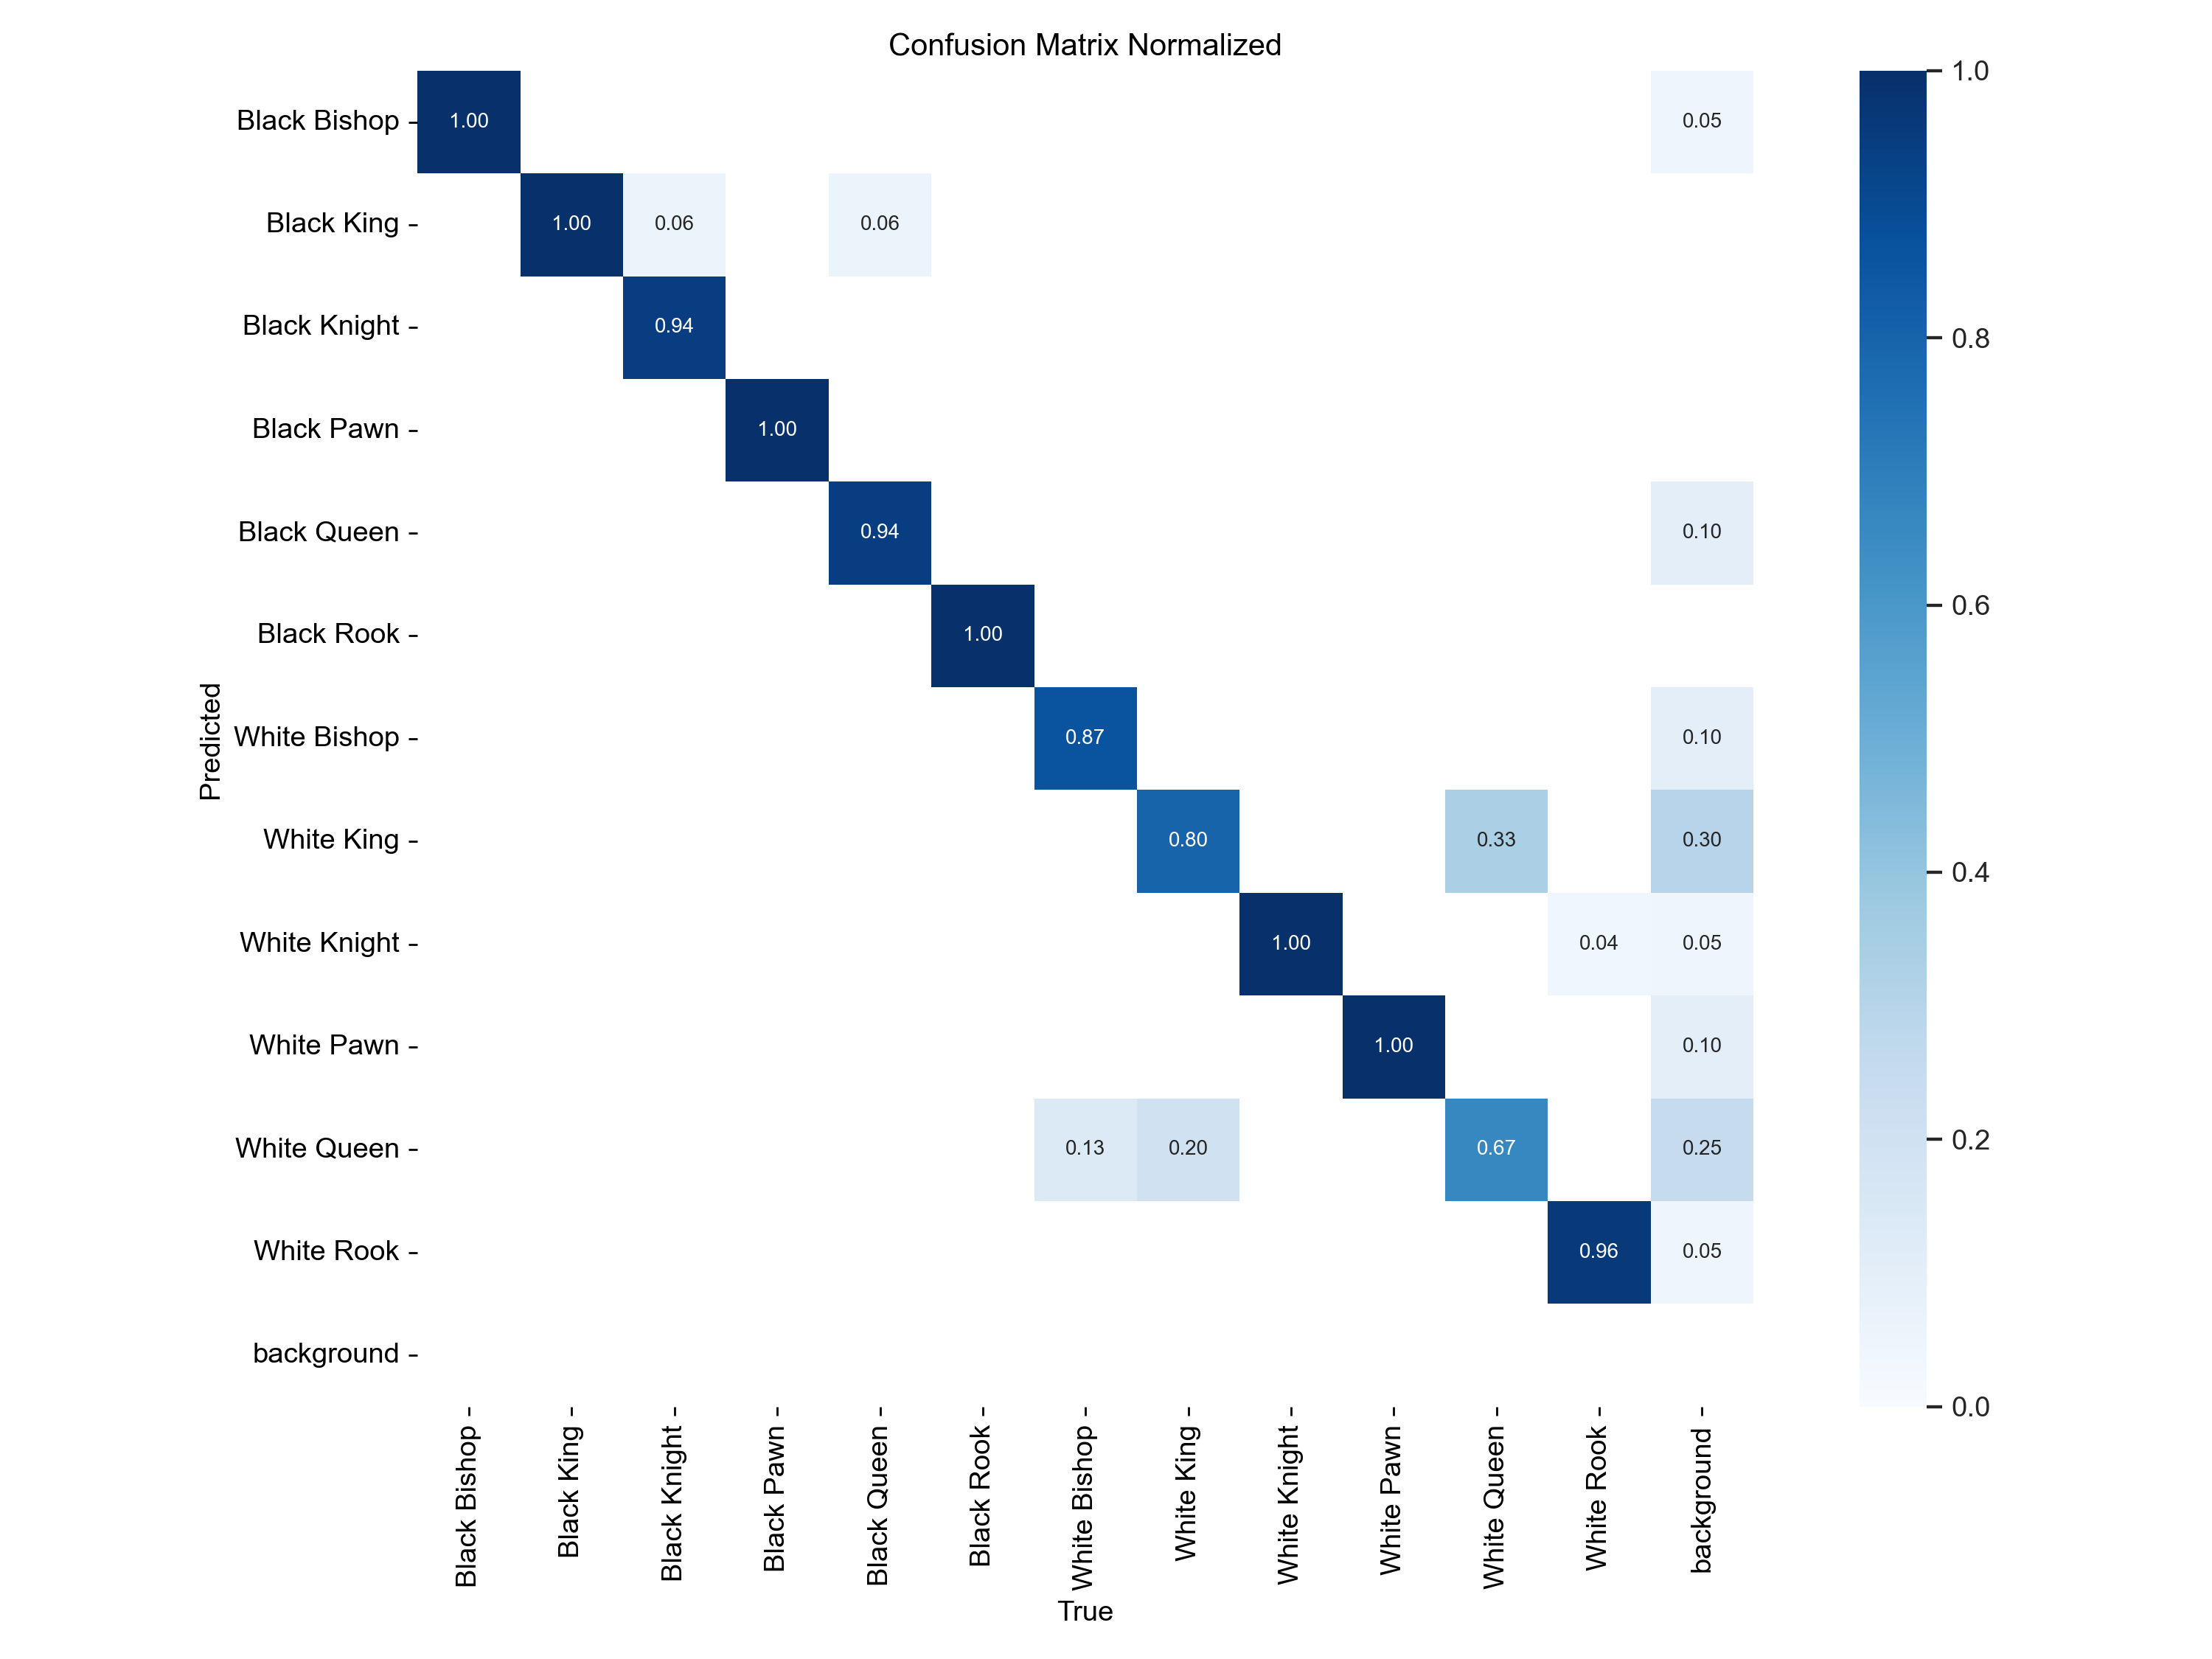 Confusion Matrix Normalized
Black Bishop 1.00 0.05
Black King 1.00 0.06 0.06
Black Knight 0.94
Black Pawn 1.00
Black Queen 0.94 0.10
Black Rook 1.00
White Bishop 0.87 0.10
White King 0.80 0.33 0.30
White Knight 1.00 0.04 0.05
White Pawn 1.00 0.10
White Queen 0.13 0.20 0.67 0.25
White Rook 0.96 0.05
background
Predicted
Black Bishop
Black King
Black Knight
Black Pawn
Black Queen
Black Rook
White Bishop
White King
White Knight
White Pawn
White Queen
White Rook
background
True
1.0
0.8
0.6
0.4
0.2
0.0